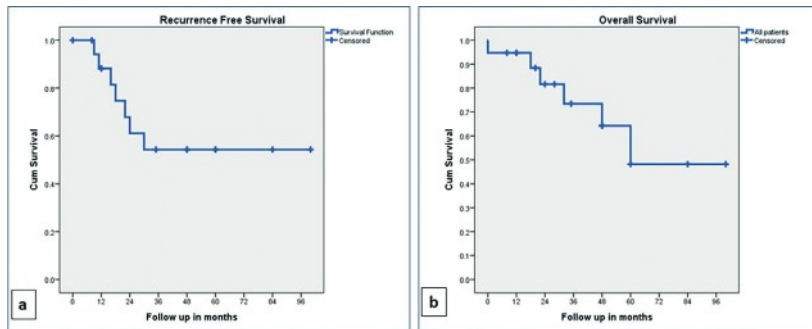 Recurrence Free Survival
Survival Function
Censored
Cum Survival
1.0
0.8
0.6
0.4
0.2
0.0
0 12 24 36 48 60 72 84 96
Follow up in months
a
Overall Survival
All patients
Censored
Cum Survival
1.0
0.9
0.8
0.7
0.6
0.5
0.4
0.3
0.2
0.1
0.0
0 12 24 36 48 60 72 84 96
Follow up in months
b